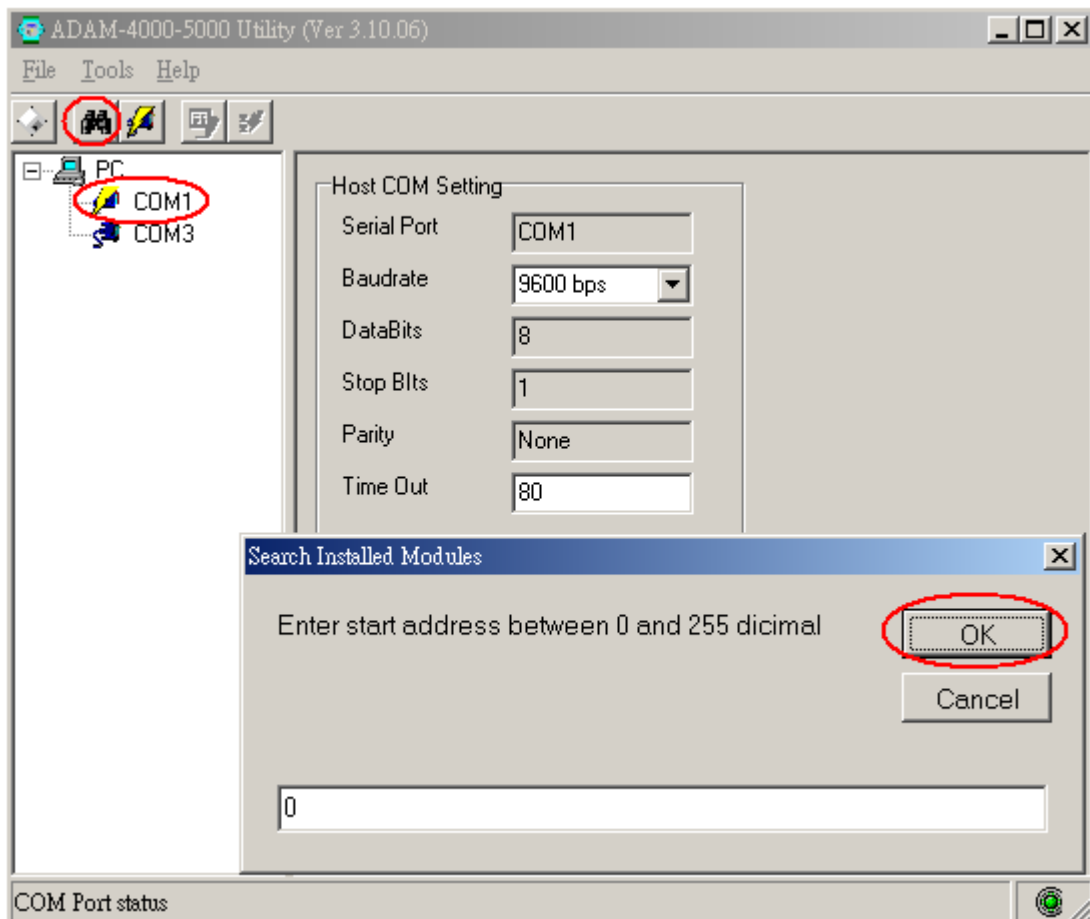 ADAM-4000-5000 Utility (Ver 3.10.06)
File Tools Help
PC
COM1
COM3
Host COM Setting
Serial Port COM1
Baudrate 9600 bps
DataBits 8
Stop BIts 1
Parity None
Time Out 80
Search Installed Modules
Enter start address between 0 and 255 dicimal
OK
Cancel
0
COM Port status